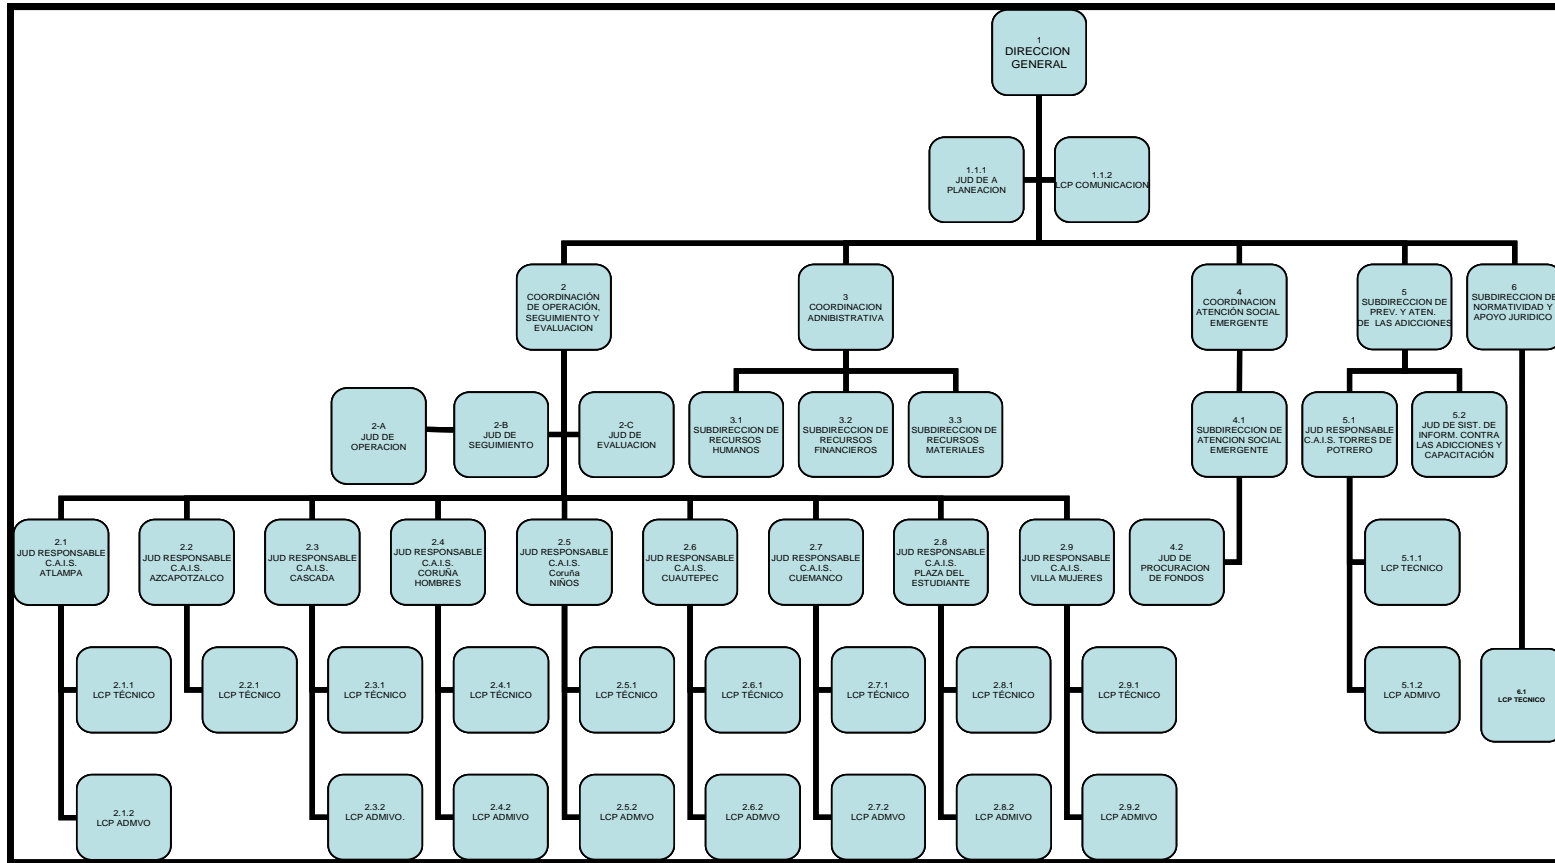 1
DIRECCION
GENERAL
1.1.1
JUD DE A
PLANEACION
1.1.2
LCP COMUNICACION
2
COORDINACIÓN
DE OPERACIÓN,
SEGUIMIENTO Y
EVALUACION
3
COORDINACION
ADNIBISTRATIVA
4
COORDINACION
ATENCIÓN SOCIAL
EMERGENTE
5
SUBDIRECCION DE
PREV. Y ATEN.
DE LAS ADICCIONES
6
SUBDIRECCION DE
NORMATIVIDAD Y
APOYO JURIDICO
2-A
JUD DE
OPERACION
2-B
JUD DE
SEGUIMIENTO
2-C
JUD DE
EVALUACION
3.1
SUBDIRECCION DE
RECURSOS
HUMANOS
3.2
SUBDIRECCION DE
RECURSOS
FINANCIEROS
3.3
SUBDIRECCION DE
RECURSOS
MATERIALES
4.1
SUBDIRECCION DE
ATENCION SOCIAL
EMERGENTE
5.1
JUD RESPONSABLE
C.A.I.S. TORRES DE
POTRERO
5.2
JUD DE SIST. DE
INFORM. CONTRA
LAS ADICCIONES Y
CAPACITACIÓN
2.1
JUD RESPONSABLE
C.A.I.S.
ATLAMPA
2.2
JUD RESPONSABLE
C.A.I.S.
AZCAPOTZALCO
2.3
JUD RESPONSABLE
C.A.I.S.
CASCADA
2.4
JUD RESPONSABLE
C.A.I.S.
CORUÑA
HOMBRES
2.5
JUD RESPONSABLE
C.A.I.S.
Coruña
NIÑOS
2.6
JUD RESPONSABLE
C.A.I.S.
CUAUTEPEC
2.7
JUD RESPONSABLE
C.A.I.S.
CUEMANCO
2.8
JUD RESPONSABLE
C.A.I.S.
PLAZA DEL
ESTUDIANTE
2.9
JUD RESPONSABLE
C.A.I.S.
VILLA MUJERES
4.2
JUD DE
PROCURACION
DE FONDOS
5.1.1
LCP TECNICO
2.1.1
LCP TÉCNICO
2.2.1
LCP TÉCNICO
2.3.1
LCP TÉCNICO
2.4.1
LCP TÉCNICO
2.5.1
LCP TÉCNICO
2.6.1
LCP TÉCNICO
2.7.1
LCP TÉCNICO
2.8.1
LCP TÉCNICO
2.9.1
LCP TÉCNICO
5.1.2
LCP ADMIVO
6.1
LCP TECNICO
2.1.2
LCP ADMVO
2.3.2
LCP ADMIVO.
2.4.2
LCP ADMIVO
2.5.2
LCP ADMVO
2.6.2
LCP ADMIVO
2.7.2
LCP ADMIVO
2.8.2
LCP ADMIVO
2.9.2
LCP ADMIVO